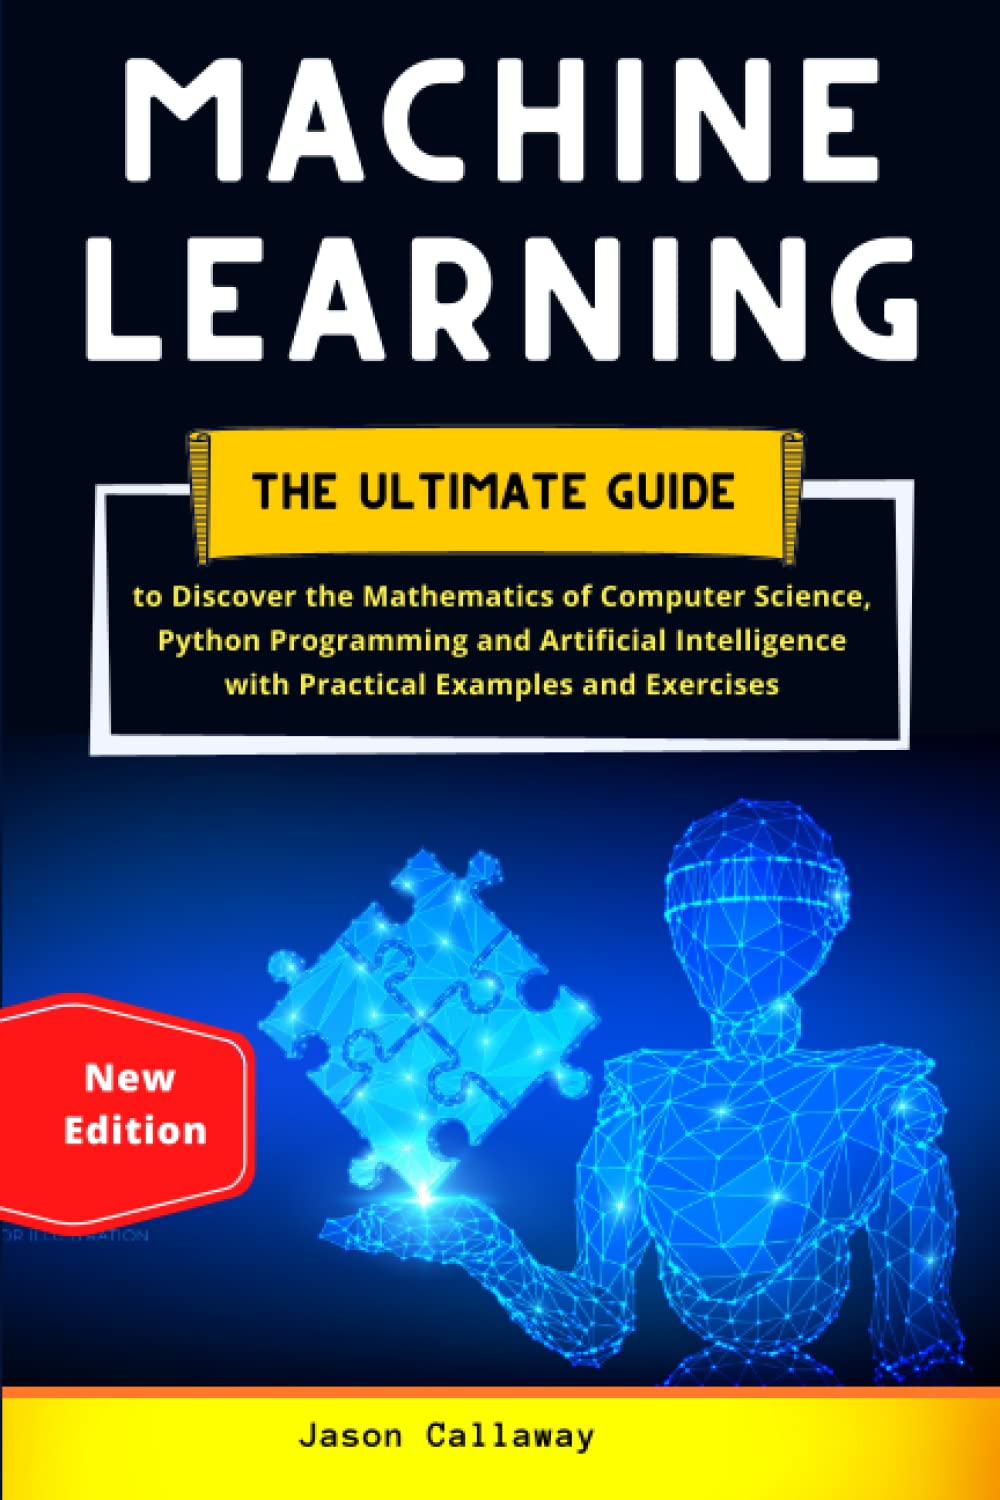 MACHINE
LEARNING
THE ULTIMATE GUIDE
to Discover the Mathematics of Computer Science,
Python Programming and Artificial Intelligence
with Practical Examples and Exercises
New
Edition
Jason Callaway